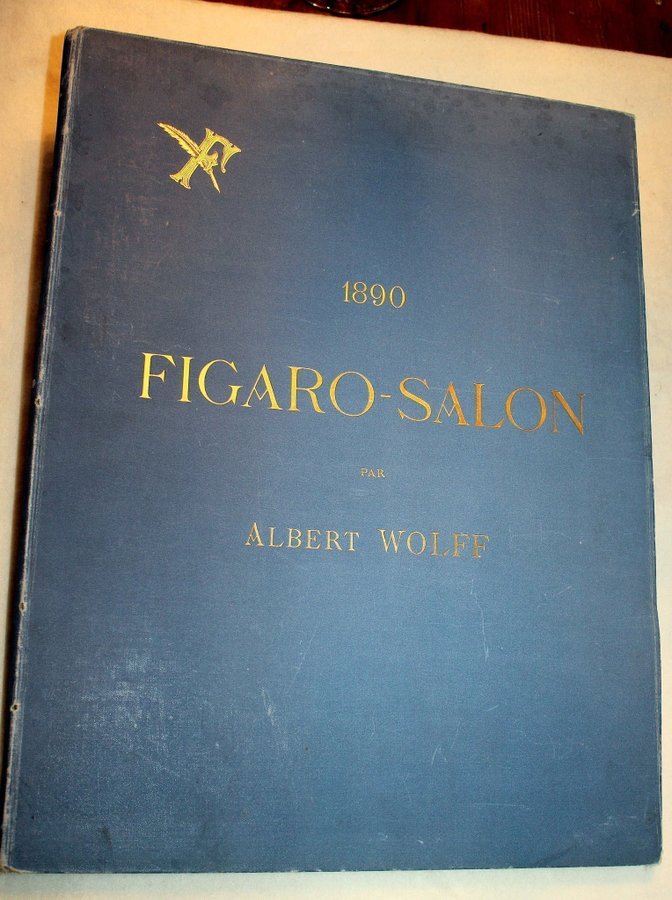 F
1890
FIGARO-SALON
PAR
ALBERT WOLFF